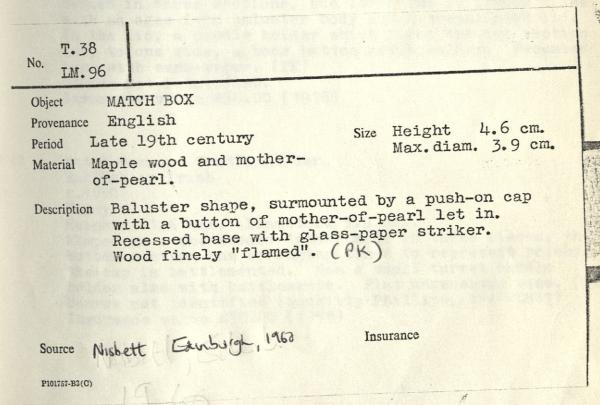 No. T.38
LM.96
Object MATCH BOX
Provenance English
Period Late 19th century
Size Height 4.6 cm.
Max.diam. 3.9 cm.
Material Maple wood and mother-
of-pearl.
Description Baluster shape, surmounted by a push-on cap
with a button of mother-of-pearl let in.
Recessed base with glass-paper striker.
Wood finely "flamed". (PK)
Source Nisbett Edinburgh, 1960
Insurance
P101757-B3(C)